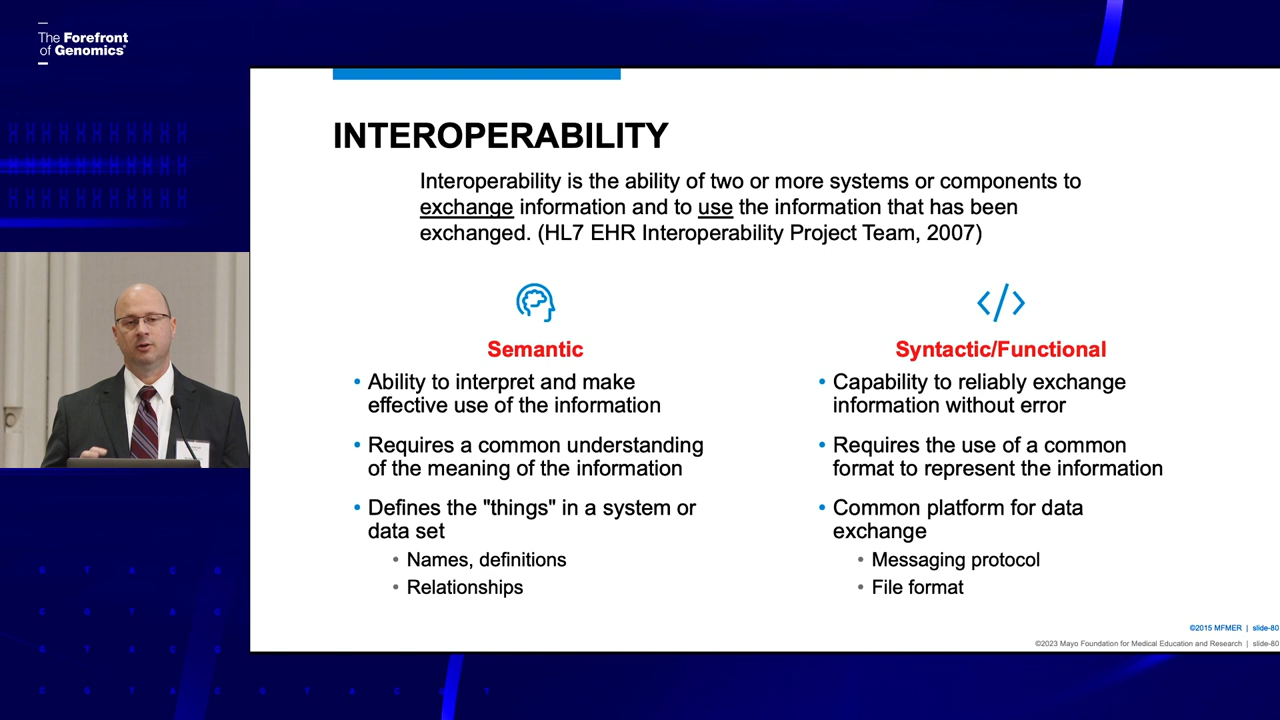 The Forefront
of Genomics®
INTEROPERABILITY
Interoperability is the ability of two or more systems or components to
exchange information and to use the information that has been
exchanged. (HL7 EHR Interoperability Project Team, 2007)
Semantic
• Ability to interpret and make
effective use of the information
• Requires a common understanding
of the meaning of the information
• Defines the "things" in a system or
data set
• Names, definitions
• Relationships
Syntactic/Functional
• Capability to reliably exchange
information without error
• Requires the use of a common
format to represent the information
• Common platform for data
exchange
• Messaging protocol
• File format
©2015 MFMER | slide-80
©2023 Mayo Foundation for Medical Education and Research | slide-80